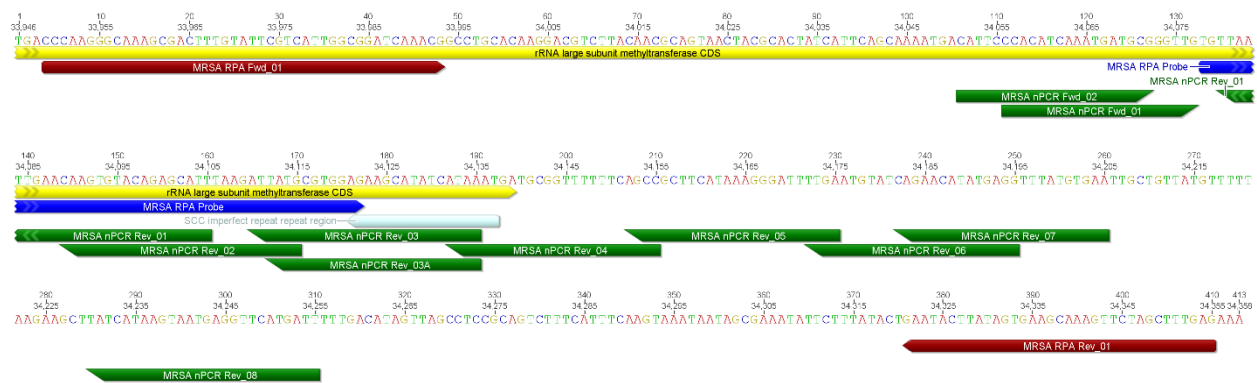 1 10 20 30 40 50 60 70 80 90 100 110 120 130
33,946 33,955 33,965 33,975 33,985 33,995 34,005 34,015 34,025 34,035 34,045 34,055 34,065 34,075
TGACCCAAGGGCAAAGCGACTTTGTATTCGTCATTGGCGGATCAAACGGCCTGCACAAGGACGTCTTACAACGCAGTAACTACGCACTATCATTCAGCAAAATGACATTCCCACATCAAATGATGCGGGTTGTGTTAA
rRNA large subunit methyltransferase CDS
MRSA RPA Fwd_01
MRSA RPA Probe
MRSA nPCR Rev_01
MRSA nPCR Fwd_02
MRSA nPCR Fwd_01
140 150 160 170 180 190 200 210 220 230 240 250 260 270
34,085 34,095 34,105 34,115 34,125 34,135 34,145 34,155 34,165 34,175 34,185 34,195 34,205 34,215
TTGAACAAGTGTACAGAGCATTTAAGATTATGCGTGGAGAAGCATATCATAAATGATGCGGTTTTTTCAGCCGCTTCATAAAGGGATTTTGAATGTATCAGAACATATGAGGTTTATGTGAATTGCTGTTATGTTTTT
rRNA large subunit methyltransferase CDS
MRSA RPA Probe
SCC imperfect repeat repeat region
MRSA nPCR Rev_01 MRSA nPCR Rev_03 MRSA nPCR Rev_05 MRSA nPCR Rev_07
MRSA nPCR Rev_02 MRSA nPCR Rev_04 MRSA nPCR Rev_06
MRSA nPCR Rev_03A
280 290 300 310 320 330 340 350 360 370 380 390 400 410 413
34,225 34,235 34,245 34,255 34,265 34,275 34,285 34,295 34,305 34,315 34,325 34,335 34,345 34,355 34,358
AAGAAGCTTATCATAAGTAATGAGGTTCATGATTTTTGACATAGTTAGCCTCCGCAGTCTTTCATTTCAAGTAAATAATAGCGAAATATTCTTTATACTGAATACTTATAGTGAAGCAAAGTTCTAGCTTTGAGAAA
MRSA RPA Rev_01
MRSA nPCR Rev_08